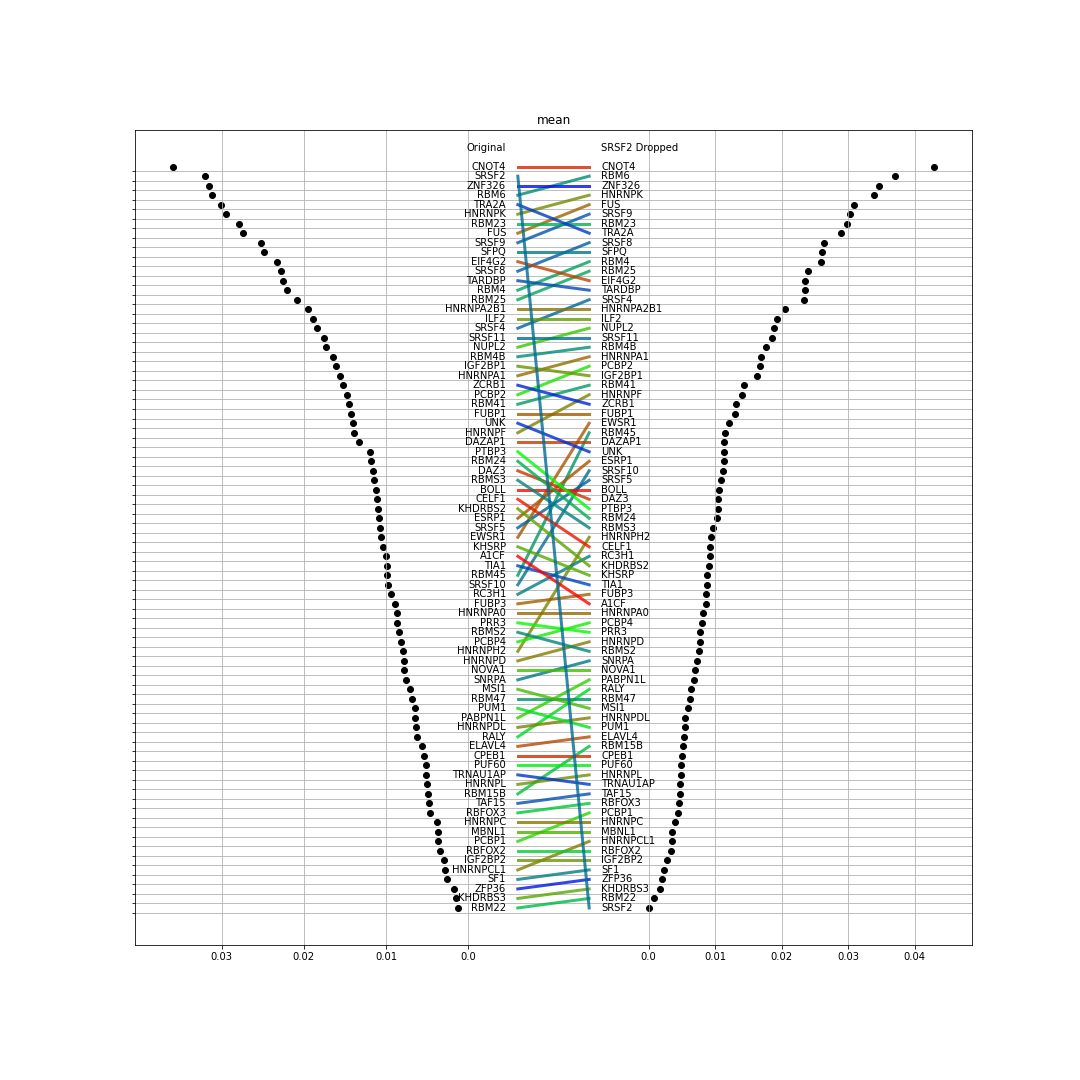 mean
Original SRSF2 Dropped
CNOT4 CNOT4
SRSF2 RBM6
ZNF326 ZNF326
RBM6 HNRNPK
TRA2A FUS
HNRNPK SRSF9
RBM23 RBM23
FUS TRA2A
SRSF9 SRSF8
SFPQ SFPQ
EIF4G2 RBM4
SRSF8 RBM25
TARDBP EIF4G2
RBM4 TARDBP
RBM25 SRSF4
HNRNPA2B1 HNRNPA2B1
ILF2 ILF2
SRSF4 NUPL2
SRSF11 SRSF11
NUPL2 RBM4B
RBM4B HNRNPA1
IGF2BP1 PCBP2
HNRNPA1 IGF2BP1
ZCRB1 RBM41
PCBP2 HNRNPF
RBM41 ZCRB1
FUBP1 FUBP1
UNK EWSR1
HNRNPF RBM45
DAZAP1 DAZAP1
PTBP3 UNK
RBM24 ESRP1
DAZ3 SRSF10
RBMS3 SRSF5
BOLL BOLL
CELF1 DAZ3
KHDRBS2 PTBP3
ESRP1 RBM24
SRSF5 RBMS3
EWSR1 HNRNPH2
KHSRP CELF1
A1CF RC3H1
TIA1 KHDRBS2
RBM45 KHSRP
SRSF10 TIA1
RC3H1 FUBP3
FUBP3 A1CF
HNRNPA0 HNRNPA0
PRR3 PCBP4
RBMS2 PRR3
PCBP4 HNRNPD
HNRNPH2 RBMS2
HNRNPD SNRPA
NOVA1 NOVA1
SNRPA PABPN1L
MSI1 RALY
RBM47 RBM47
PUM1 MSI1
PABPN1L HNRNPDL
HNRNPDL PUM1
RALY ELAVL4
ELAVL4 RBM15B
CPEB1 CPEB1
PUF60 PUF60
TRNAU1AP HNRNPL
HNRNPL TRNAU1AP
RBM15B TAF15
TAF15 RBFOX3
RBFOX3 PCBP1
HNRNPC HNRNPC
MBNL1 MBNL1
PCBP1 HNRNPCL1
RBFOX2 RBFOX2
IGF2BP2 IGF2BP2
HNRNPCL1 SF1
SF1 ZFP36
ZFP36 KHDRBS3
KHDRBS3 RBM22
RBM22 SRSF2
0.03 0.02 0.01 0.0 0.0 0.01 0.02 0.03 0.04